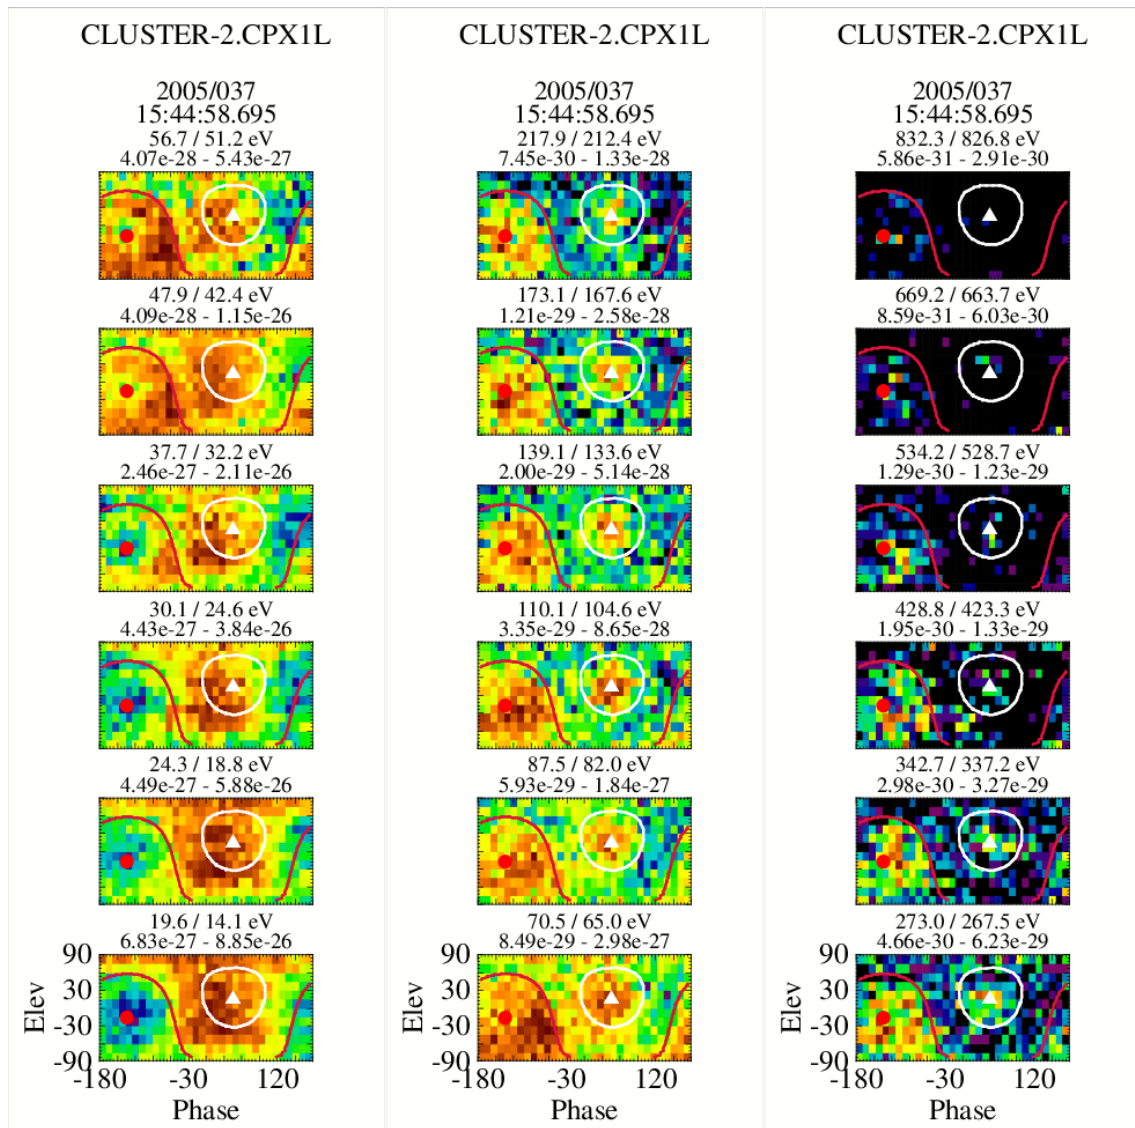 CLUSTER-2.CPX1L
2005/037
15:44:58.695
56.7 / 51.2 eV
4.07e-28 - 5.43e-27
47.9 / 42.4 eV
4.09e-28 - 1.15e-26
37.7 / 32.2 eV
2.46e-27 - 2.11e-26
30.1 / 24.6 eV
4.43e-27 - 3.84e-26
24.3 / 18.8 eV
4.49e-27 - 5.88e-26
19.6 / 14.1 eV
6.83e-27 - 8.85e-26
90
30
-30
-90
Elev
-180 -30 120
Phase
CLUSTER-2.CPX1L
2005/037
15:44:58.695
217.9 / 212.4 eV
7.45e-30 - 1.33e-28
173.1 / 167.6 eV
1.21e-29 - 2.58e-28
139.1 / 133.6 eV
2.00e-29 - 5.14e-28
110.1 / 104.6 eV
3.35e-29 - 8.65e-28
87.5 / 82.0 eV
5.93e-29 - 1.84e-27
70.5 / 65.0 eV
8.49e-29 - 2.98e-27
90
30
-30
-90
Elev
-180 -30 120
Phase
CLUSTER-2.CPX1L
2005/037
15:44:58.695
832.3 / 826.8 eV
5.86e-31 - 2.91e-30
669.2 / 663.7 eV
8.59e-31 - 6.03e-30
534.2 / 528.7 eV
1.29e-30 - 1.23e-29
428.8 / 423.3 eV
1.95e-30 - 1.33e-29
342.7 / 337.2 eV
2.98e-30 - 3.27e-29
273.0 / 267.5 eV
4.66e-30 - 6.23e-29
90
30
-30
-90
Elev
-180 -30 120
Phase